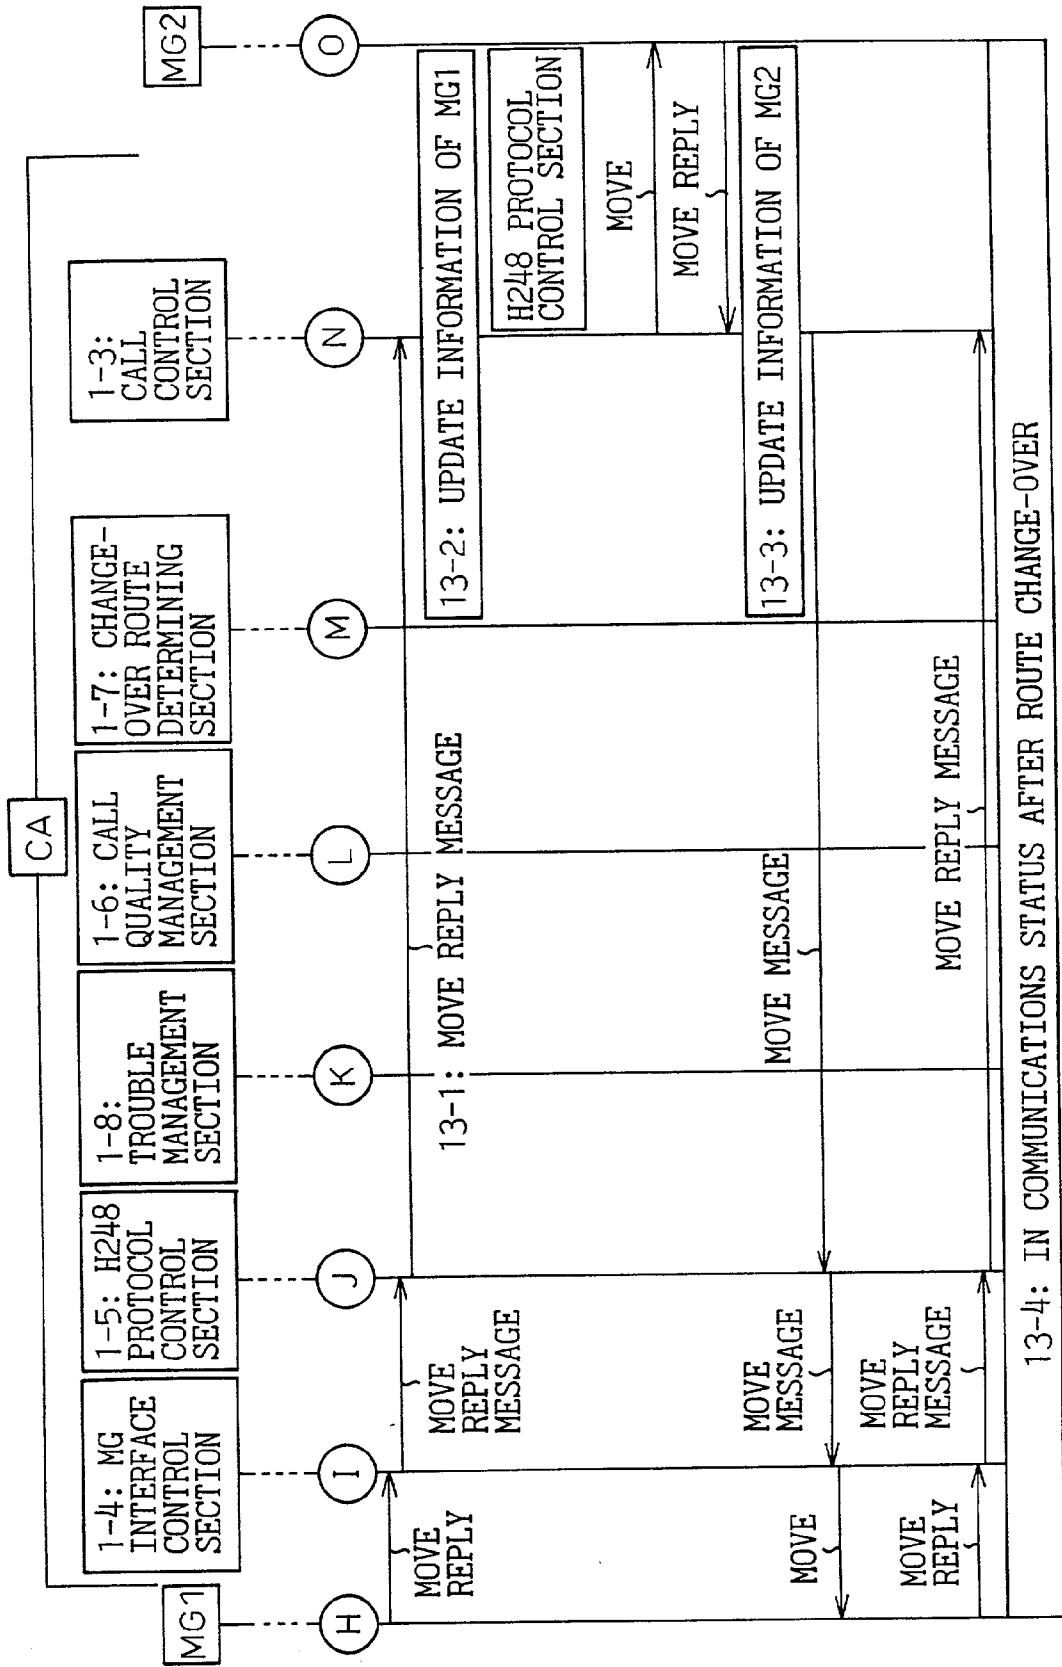 CA
MG1
1-4: MG
INTERFACE
CONTROL
SECTION
1-5: H248
PROTOCOL
CONTROL
SECTION
1-8:
TROUBLE
MANAGEMENT
SECTION
1-6: CALL
QUALITY
MANAGEMENT
SECTION
1-7: CHANGE-
OVER ROUTE
DETERMINING
SECTION
1-3:
CALL
CONTROL
SECTION
MG2
H
I
J
K
L
M
N
O
MOVE
REPLY
MOVE
REPLY
MESSAGE
13-1: MOVE REPLY MESSAGE
13-2: UPDATE INFORMATION OF MG1
H248 PROTOCOL
CONTROL SECTION
MOVE
MOVE REPLY
13-3: UPDATE INFORMATION OF MG2
MOVE MESSAGE
MOVE
MESSAGE
MOVE
MOVE
REPLY
MOVE
REPLY
MESSAGE
MOVE REPLY MESSAGE
13-4: IN COMMUNICATIONS STATUS AFTER ROUTE CHANGE-OVER